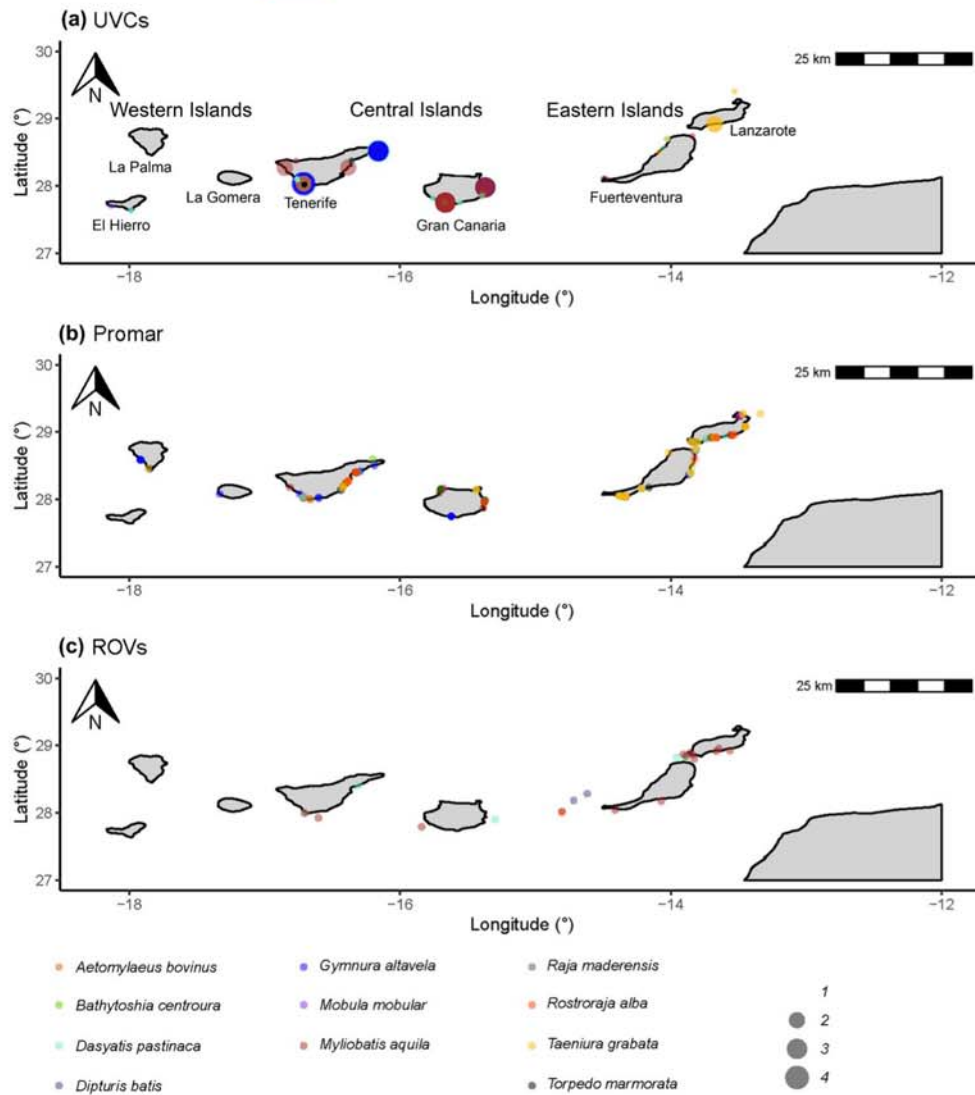 (a) UVCs
30
29
28
27
Latitude (°)
N
25 km
Western Islands
Central Islands
Eastern Islands
La Palma
La Gomera
El Hierro
Tenerife
Gran Canaria
Fuerteventura
Lanzarote
−18
−16
−14
−12
Longitude (°)
(b) Promar
30
29
28
27
Latitude (°)
N
25 km
−18
−16
−14
−12
Longitude (°)
(c) ROVs
30
29
28
27
Latitude (°)
N
25 km
−18
−16
−14
−12
Longitude (°)
Aetomylaeus bovinus
Bathytoshia centroura
Dasyatis pastinaca
Dipturis batis
Gymnura altavela
Mobula mobular
Myliobatis aquila
Raja maderensis
Rostroraja alba
Taeniura grabata
Torpedo marmorata
1
2
3
4